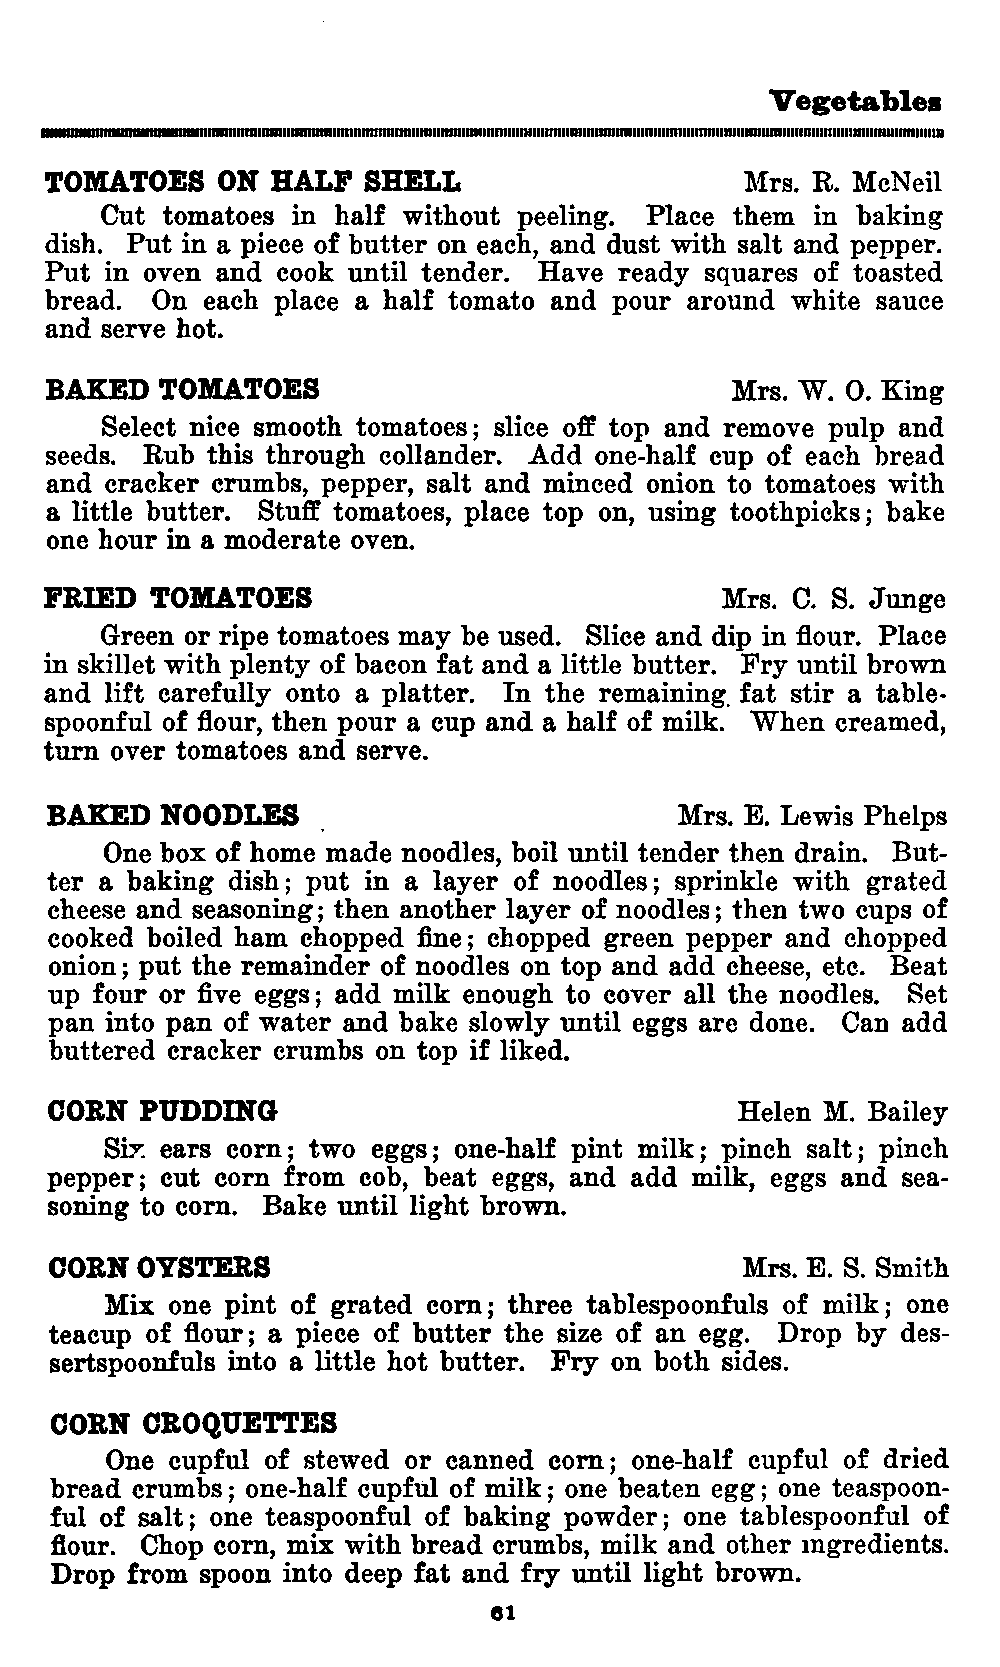 Vegetables
TOMATOES ON HALF SHELL Mrs. R. McNeil
Cut tomatoes in half without peeling. Place them in baking
dish. Put in a piece of butter on each, and dust with salt and pepper.
Put in oven and cook until tender. Have ready squares of toasted
bread. On each place a half tomato and pour around white sauce
and serve hot.
BAKED TOMATOES Mrs. W. O. King
Select nice smooth tomatoes; slice off top and remove pulp and
seeds. Rub this through collander. Add one-half cup of each bread
and cracker crumbs, pepper, salt and minced onion to tomatoes with
a little butter. Stuff tomatoes, place top on, using toothpicks; bake
one hour in a moderate oven.
FRIED TOMATOES Mrs. C. S. Junge
Green or ripe tomatoes may be used. Slice and dip in flour. Place
in skillet with plenty of bacon fat and a little butter. Fry until brown
and lift carefully onto a platter. In the remaining fat stir a table-
spoonful of flour, then pour a cup and a half of milk. When creamed,
turn over tomatoes and serve.
BAKED NOODLES Mrs. E. Lewis Phelps
One box of home made noodles, boil until tender then drain. But-
ter a baking dish; put in a layer of noodles; sprinkle with grated
cheese and seasoning; then another layer of noodles; then two cups of
cooked boiled ham chopped fine; chopped green pepper and chopped
onion; put the remainder of noodles on top and add cheese, etc. Beat
up four or five eggs; add milk enough to cover all the noodles. Set
pan into pan of water and bake slowly until eggs are done. Can add
buttered cracker crumbs on top if liked.
CORN PUDDING Helen M. Bailey
Six ears corn; two eggs; one-half pint milk; pinch salt; pinch
pepper; cut corn from cob, beat eggs, and add milk, eggs and sea-
soning to corn. Bake until light brown.
CORN OYSTERS Mrs. E. S. Smith
Mix one pint of grated corn; three tablespoonfuls of milk; one
teacup of flour; a piece of butter the size of an egg. Drop by des-
sertspoonfuls into a little hot butter. Fry on both sides.
CORN CROQUETTES
One cupful of stewed or canned corn; one-half cupful of dried
bread crumbs; one-half cupful of milk; one beaten egg; one teaspoon-
ful of salt; one teaspoonful of baking powder; one tablespoonful of
flour. Chop corn, mix with bread crumbs, milk and other ingredients.
Drop from spoon into deep fat and fry until light brown.
61